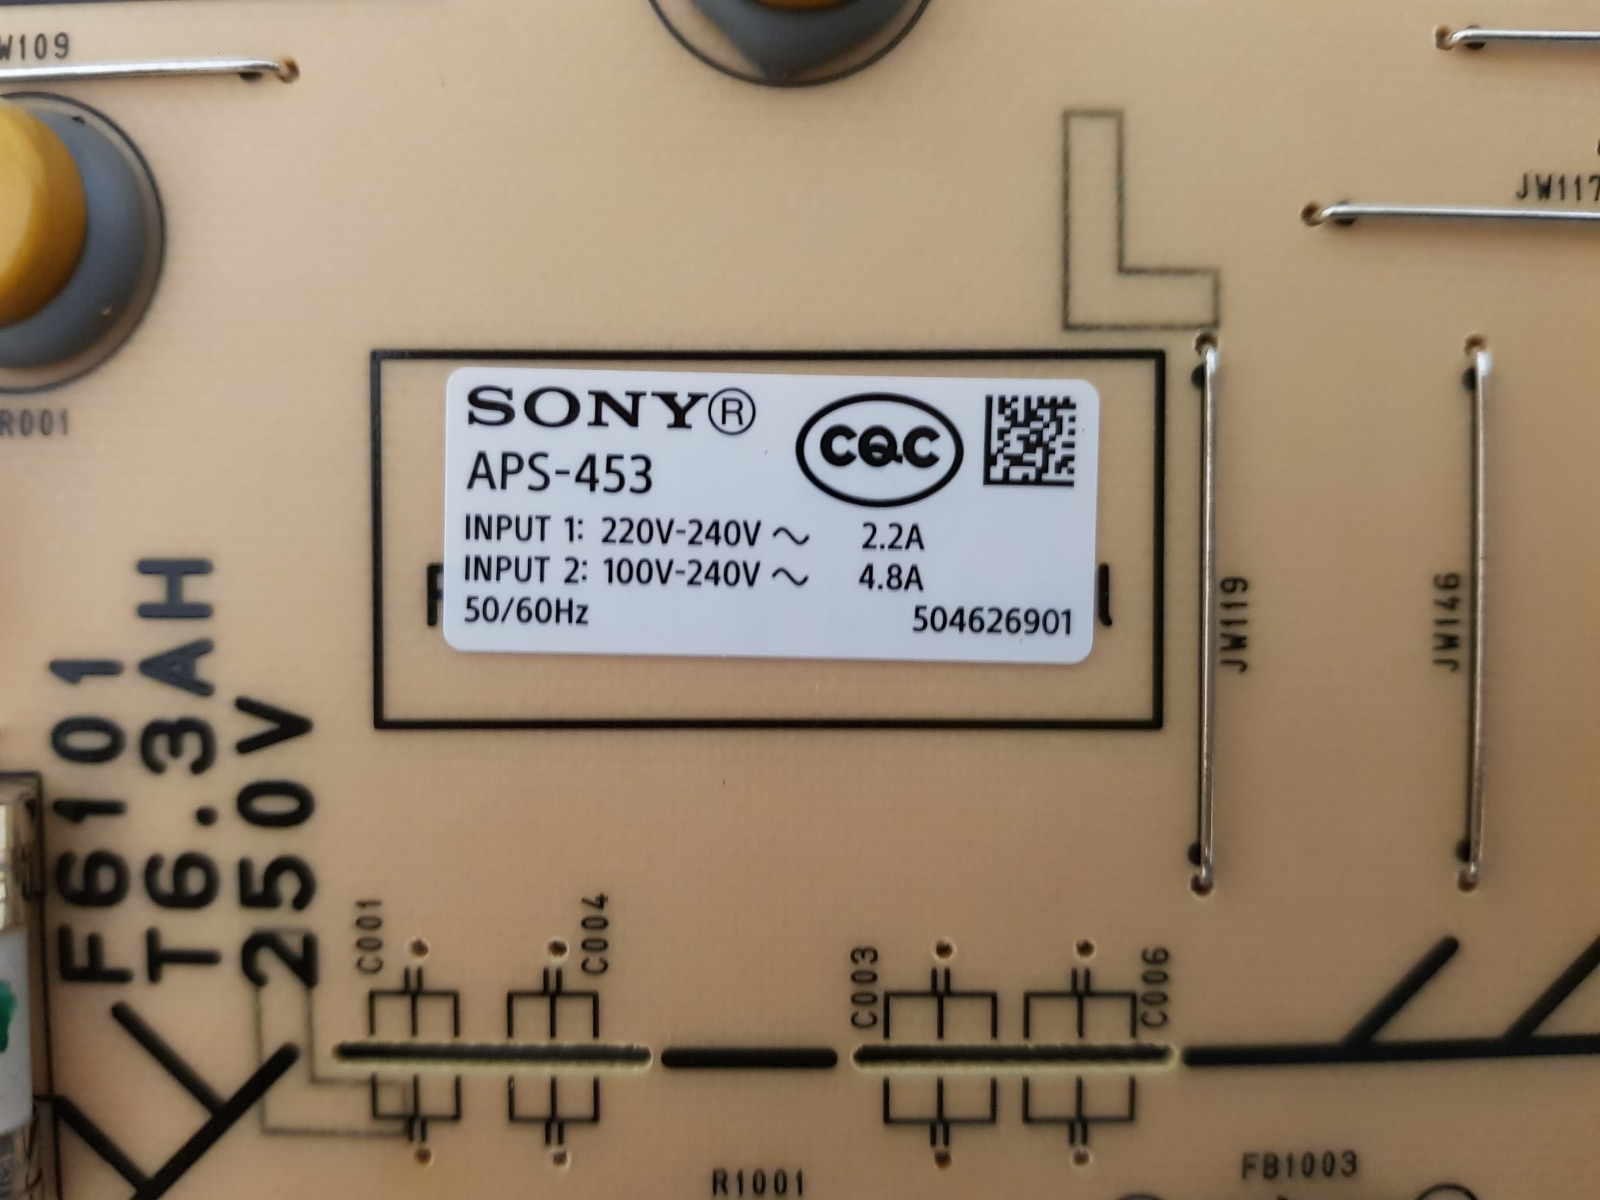 W109
JW117
R001
SONY®
APS-453
CQC
INPUT 1: 220V-240V ~ 2.2A
INPUT 2: 100V-240V ~ 4.8A
50/60Hz
504626901
JW119
JW146
F6101
T6.3AH
250V
C001
C004
C003
C006
R1001
FB1003